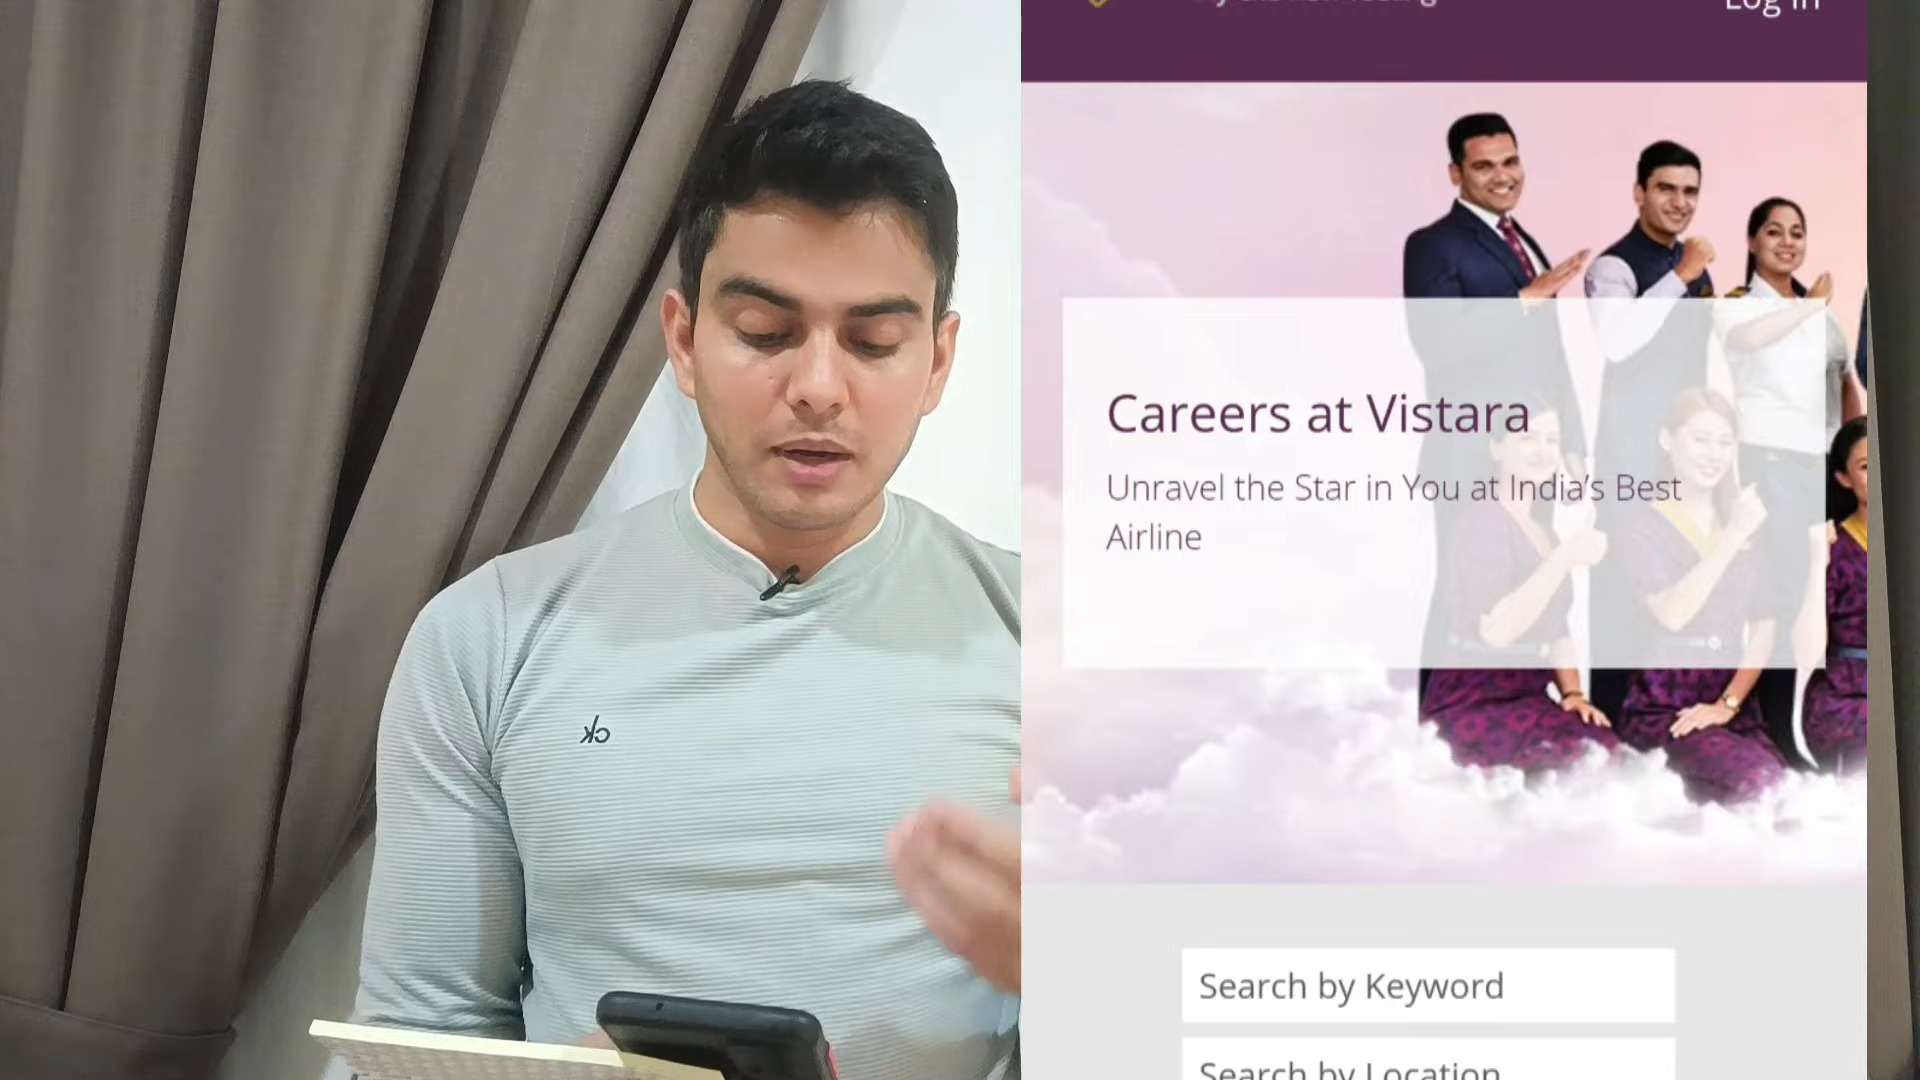 Log in
Careers at Vistara
Unravel the Star in You at India's Best
Airline
ck
Search by Keyword
Search by Location